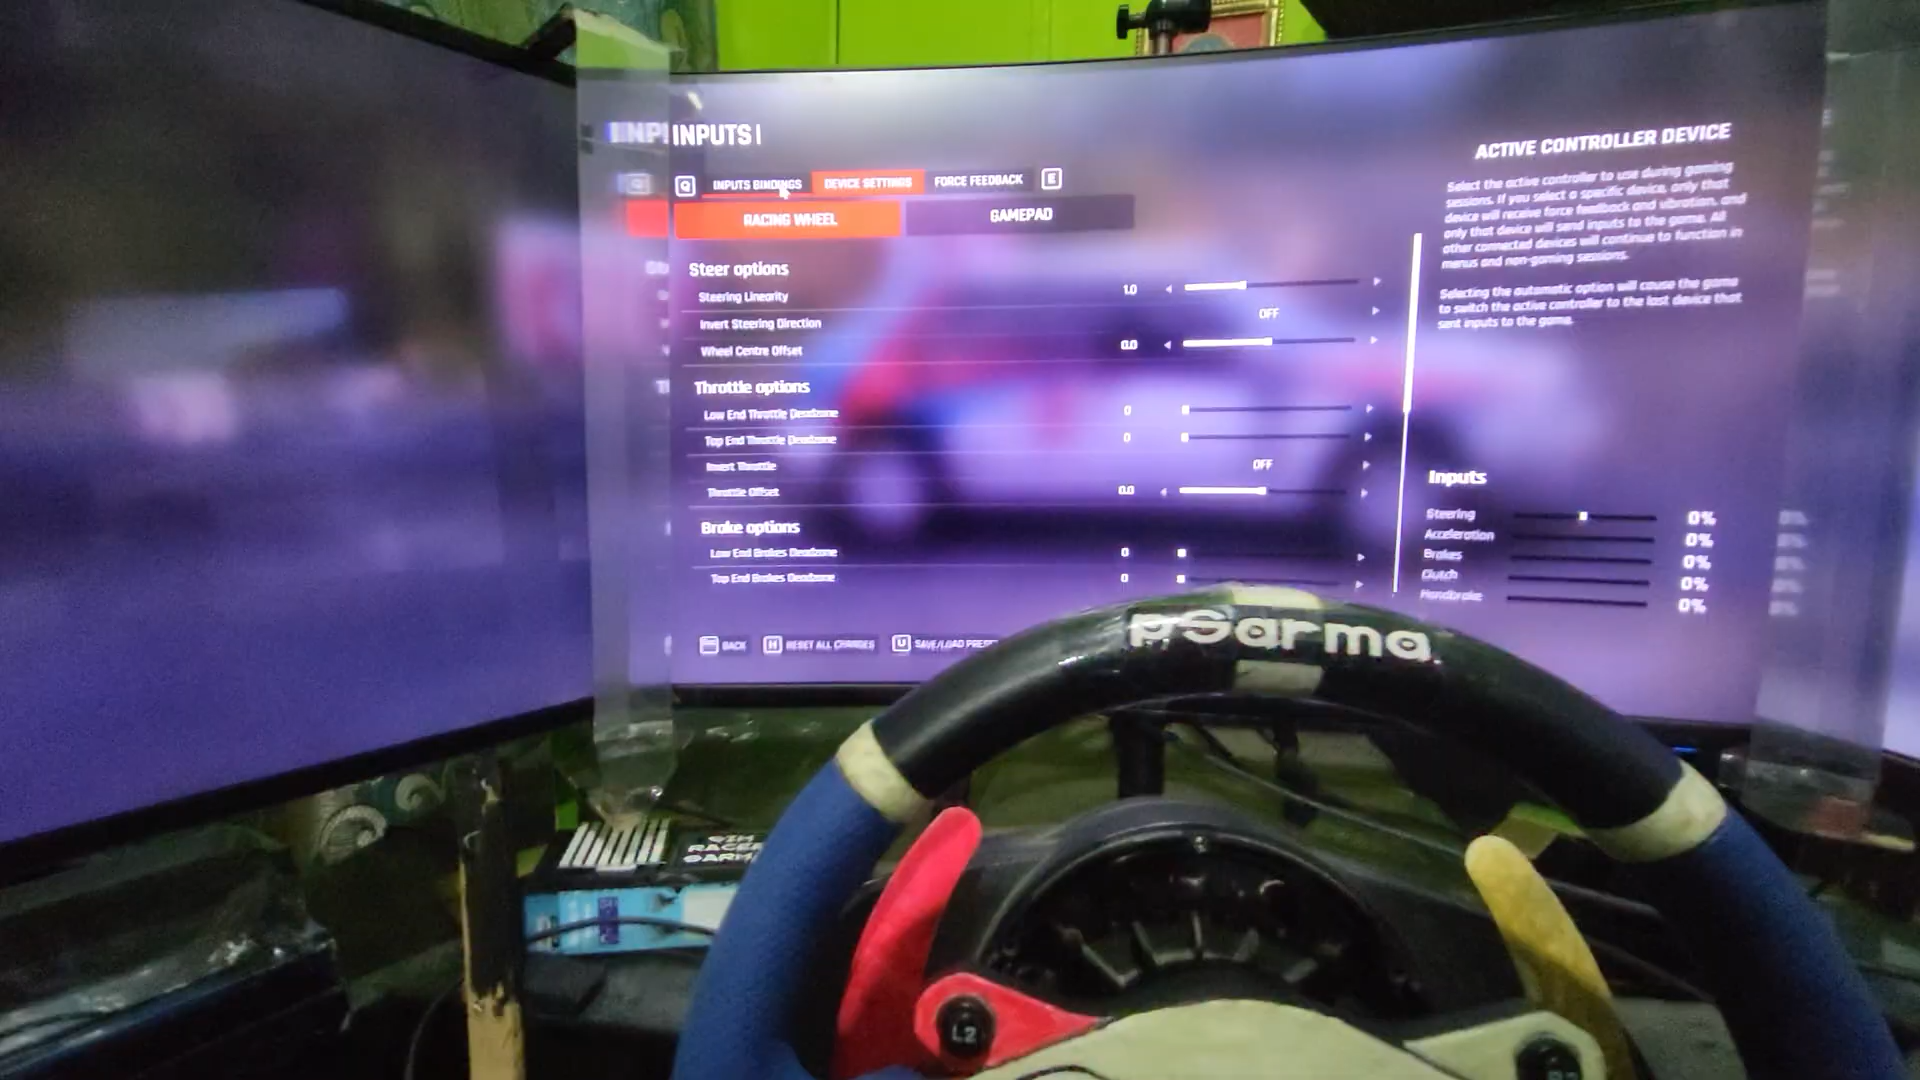 INPUTS
Q INPUTS BINDINGS DEVICE SETTINGS FORCE FEEDBACK E
RACING WHEEL GAMEPAD
Steer options
Steering Linearity 1.0
Invert Steering Direction OFF
Wheel Centre Offset 0.0
Throttle options
Low End Throttle Deadzone 0
Top End Throttle Deadzone 0
Invert Throttle OFF
Throttle Offset 0.0
Brake options
Low End Brakes Deadzone 0
Top End Brakes Deadzone 0
BACK H RESET ALL CHANGES U SAVE/LOAD PRESE
ACTIVE CONTROLLER DEVICE
Select the active controller to use during gaming
sessions. If you select a specific device, only that
device will receive force feedback and vibration, and
only that device will send inputs to the game. All
other connected devices will continue to function in
menus and non-gaming sessions.
Selecting the automatic option will cause the game
to switch the active controller to the last device that
sent inputs to the game.
Inputs
Steering 0%
Acceleration 0%
Brakes 0%
Clutch 0%
Handbrake 0%
pSarma
L2